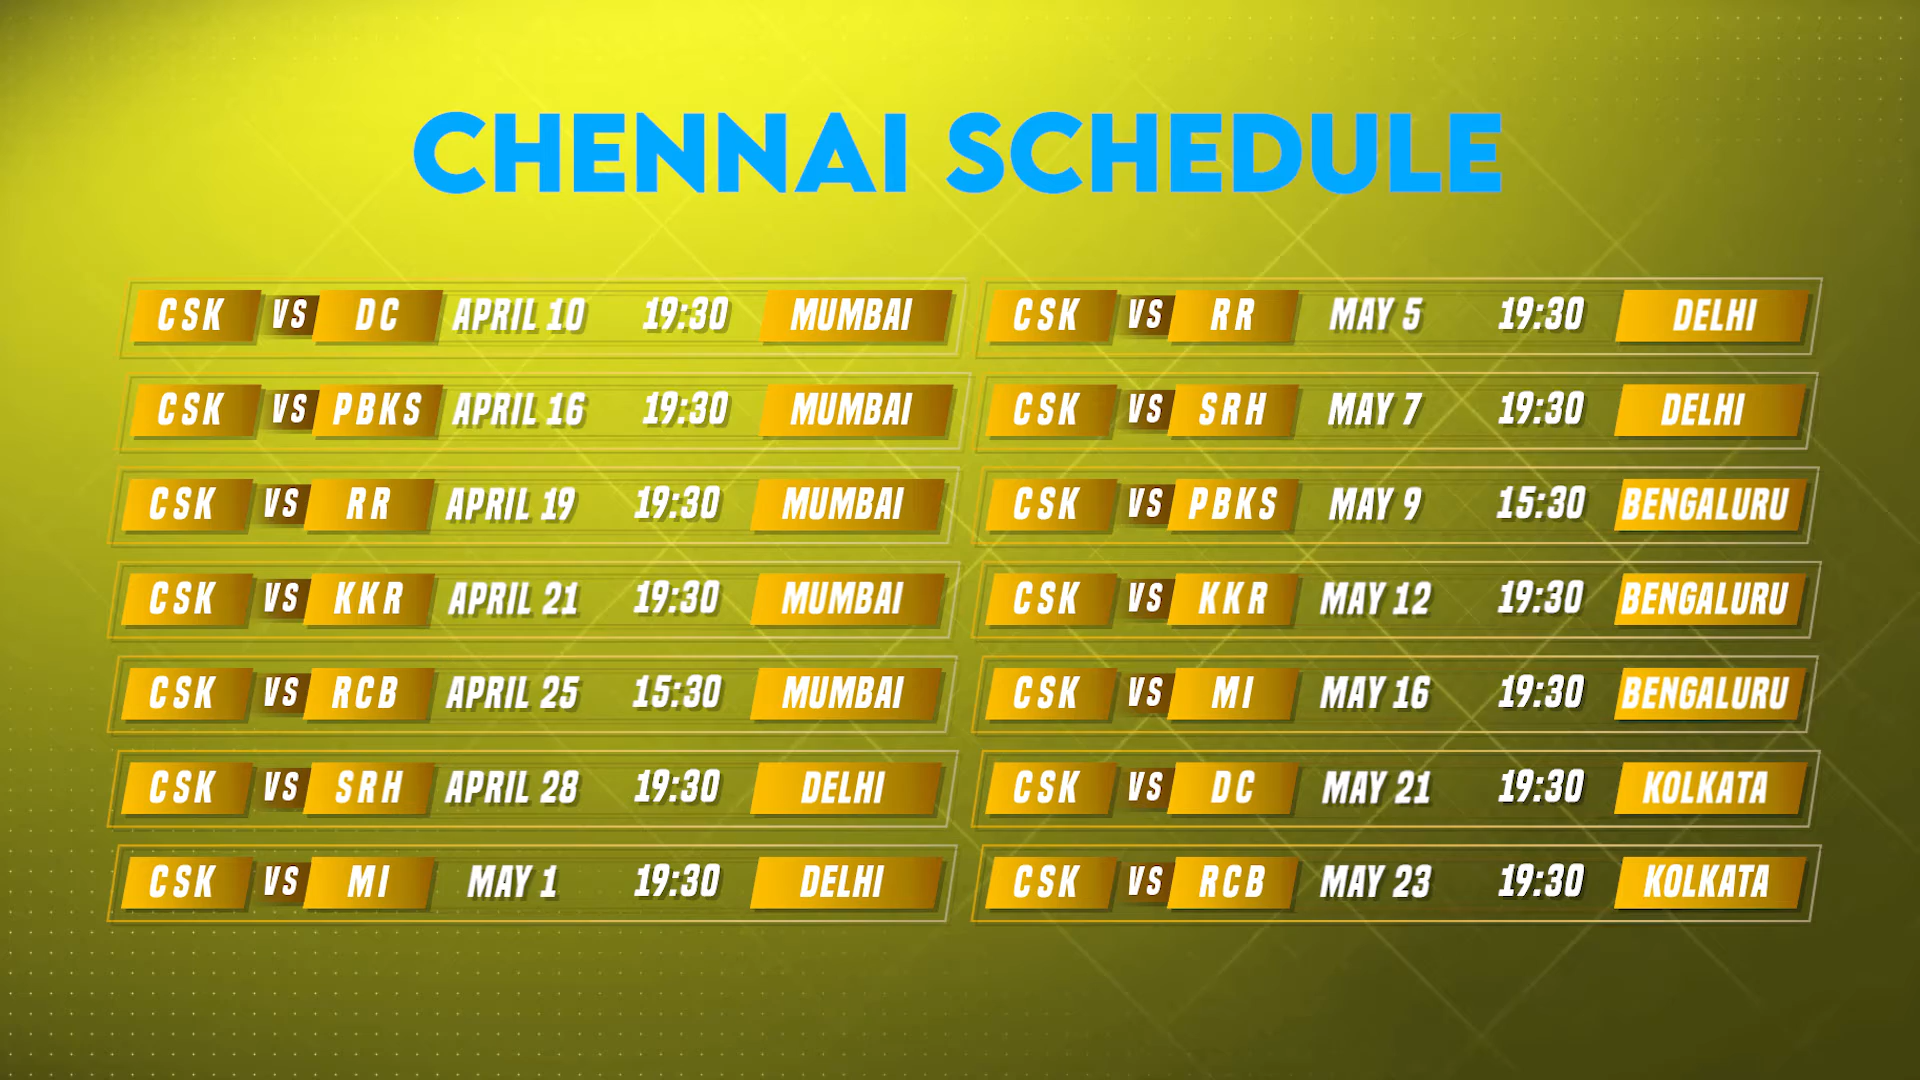 CHENNAI SCHEDULE
CSK VS DC APRIL 10 19:30 MUMBAI
CSK VS PBKS APRIL 16 19:30 MUMBAI
CSK VS RR APRIL 19 19:30 MUMBAI
CSK VS KKR APRIL 21 19:30 MUMBAI
CSK VS RCB APRIL 25 15:30 MUMBAI
CSK VS SRH APRIL 28 19:30 DELHI
CSK VS MI MAY 1 19:30 DELHI
CSK VS RR MAY 5 19:30 DELHI
CSK VS SRH MAY 7 19:30 DELHI
CSK VS PBKS MAY 9 15:30 BENGALURU
CSK VS KKR MAY 12 19:30 BENGALURU
CSK VS MI MAY 16 19:30 BENGALURU
CSK VS DC MAY 21 19:30 KOLKATA
CSK VS RCB MAY 23 19:30 KOLKATA